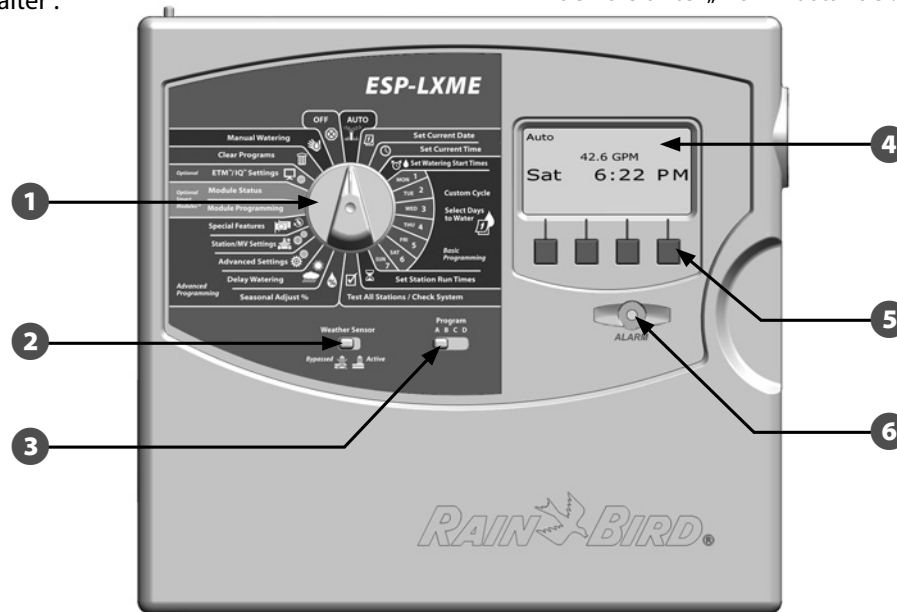 ESP-LXME
OFF
AUTO
Manual Watering
Clear Programs
Optional
ETM™/IQ™ Settings
Optional
Smart
Modules™
Module Status
Module Programming
Special Features
Station/MV Settings
Advanced Settings
Delay Watering
Advanced
Programming
Seasonal Adjust %
Set Current Date
Set Current Time
Set Watering Start Times
MON 1
TUE 2
WED 3
THU 4
FRI 5
SAT 6
SUN 7
Custom Cycle
Select Days
to Water
Basic
Programming
Set Station Run Times
Test All Stations / Check System
Weather Sensor
Bypassed
Active
Program
A B C D
Auto
42.6 GPM
Sat 6:22 PM
ALARM
RAIN BIRD®
1
2
3
4
5
6